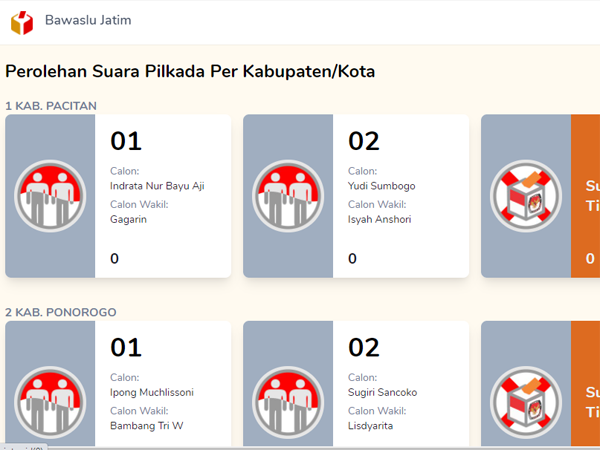 Bawaslu Jatim
Perolehan Suara Pilkada Per Kabupaten/Kota
1 KAB. PACITAN
01
Calon:
Indrata Nur Bayu Aji
Calon Wakil:
Gagarin
0
02
Calon:
Yudi Sumbogo
Calon Wakil:
Isyah Anshori
0
Su
Ti
0
2 KAB. PONOROGO
01
Calon:
Ipong Muchlissoni
Calon Wakil:
Bambang Tri W
02
Calon:
Sugiri Sancoko
Calon Wakil:
Lisdyarita
Su
Ti